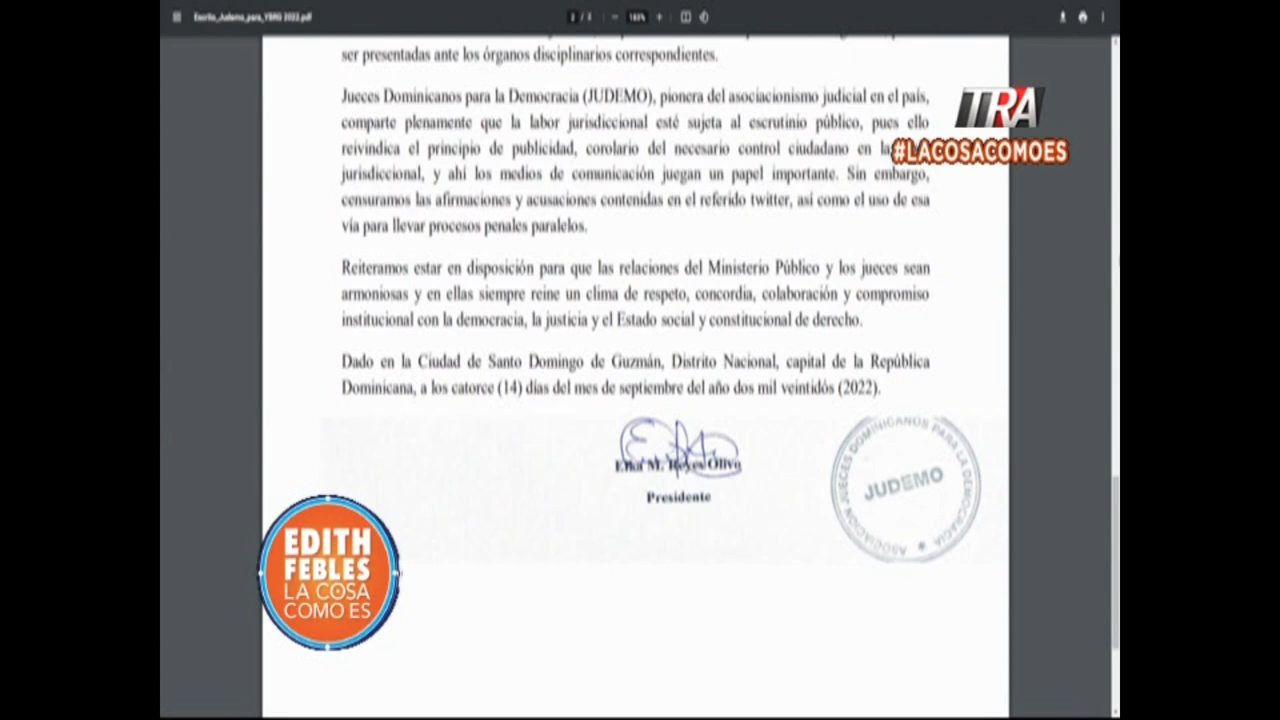 ser presentadas ante los órganos disciplinarios correspondientes.
Jueces Dominicanos para la Democracia (JUDEMO), pionera del asociacionismo judicial en el país,
comparte plenamente que la labor jurisdiccional esté sujeta al escrutinio público, pues ello
reivindica el principio de publicidad, corolario del necesario control ciudadano en la
jurisdiccional, y ahí los medios de comunicación juegan un papel importante. Sin embargo,
censuramos las afirmaciones y acusaciones contenidas en el referido twitter, así como el uso de esa
vía para llevar procesos penales paralelos.
Reiteramos estar en disposición para que las relaciones del Ministerio Público y los jueces sean
armoniosas y en ellas siempre reine un clima de respeto, concordia, colaboración y compromiso
institucional con la democracia, la justicia y el Estado social y constitucional de derecho.
Dado en la Ciudad de Santo Domingo de Guzmán, Distrito Nacional, capital de la República
Dominicana, a los catorce (14) días del mes de septiembre del año dos mil veintidós (2022).
M. Reyes Olivo
Presidente
ASOCIACION JUECES DOMINICANOS PARA LA DEMOCRACIA
JUDEMO
TRA
#LACOSACOMOES
EDITH
FEBLES
LA COSA
COMO ES